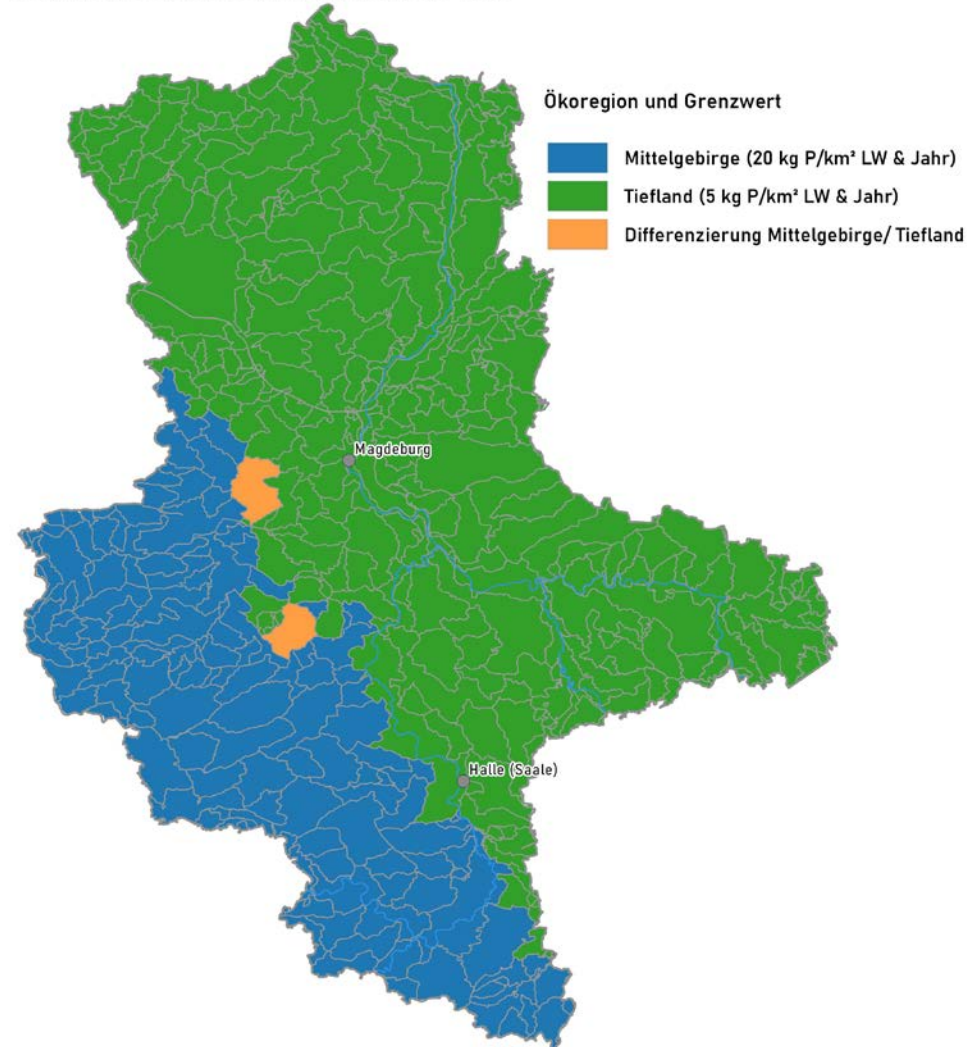 Ökoregion und Grenzwert
Mittelgebirge (20 kg P/km² LW & Jahr)
Tiefland (5 kg P/km² LW & Jahr)
Differenzierung Mittelgebirge/ Tiefland
Magdeburg
Halle (Saale)